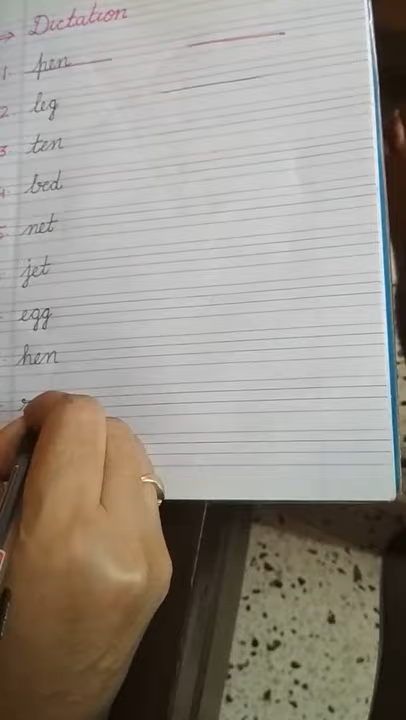 ⇒ Dictation
1. pen
2. leg
3. ten
4. bed
5. net
jet
egg
hen